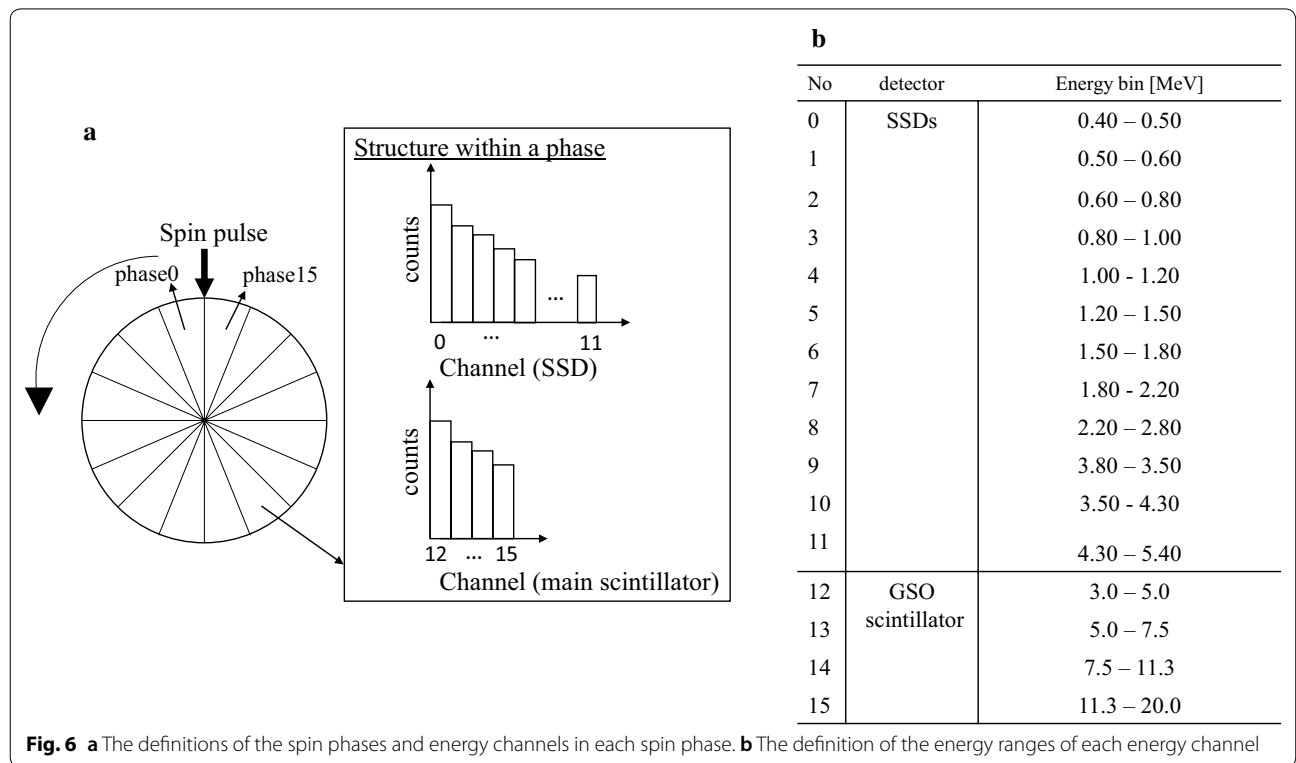 a
Spin pulse
phase0
phase15
Structure within a phase
counts
...
0 ... 11
Channel (SSD)
counts
12 ... 15
Channel (main scintillator)
b
No detector Energy bin [MeV]
0 SSDs 0.40 – 0.50
1 0.50 – 0.60
2 0.60 – 0.80
3 0.80 – 1.00
4 1.00 - 1.20
5 1.20 – 1.50
6 1.50 – 1.80
7 1.80 - 2.20
8 2.20 – 2.80
9 3.80 – 3.50
10 3.50 - 4.30
11 4.30 – 5.40
12 GSO 3.0 – 5.0
13 scintillator 5.0 – 7.5
14 7.5 – 11.3
15 11.3 – 20.0
Fig. 6 a The definitions of the spin phases and energy channels in each spin phase. b The definition of the energy ranges of each energy channel